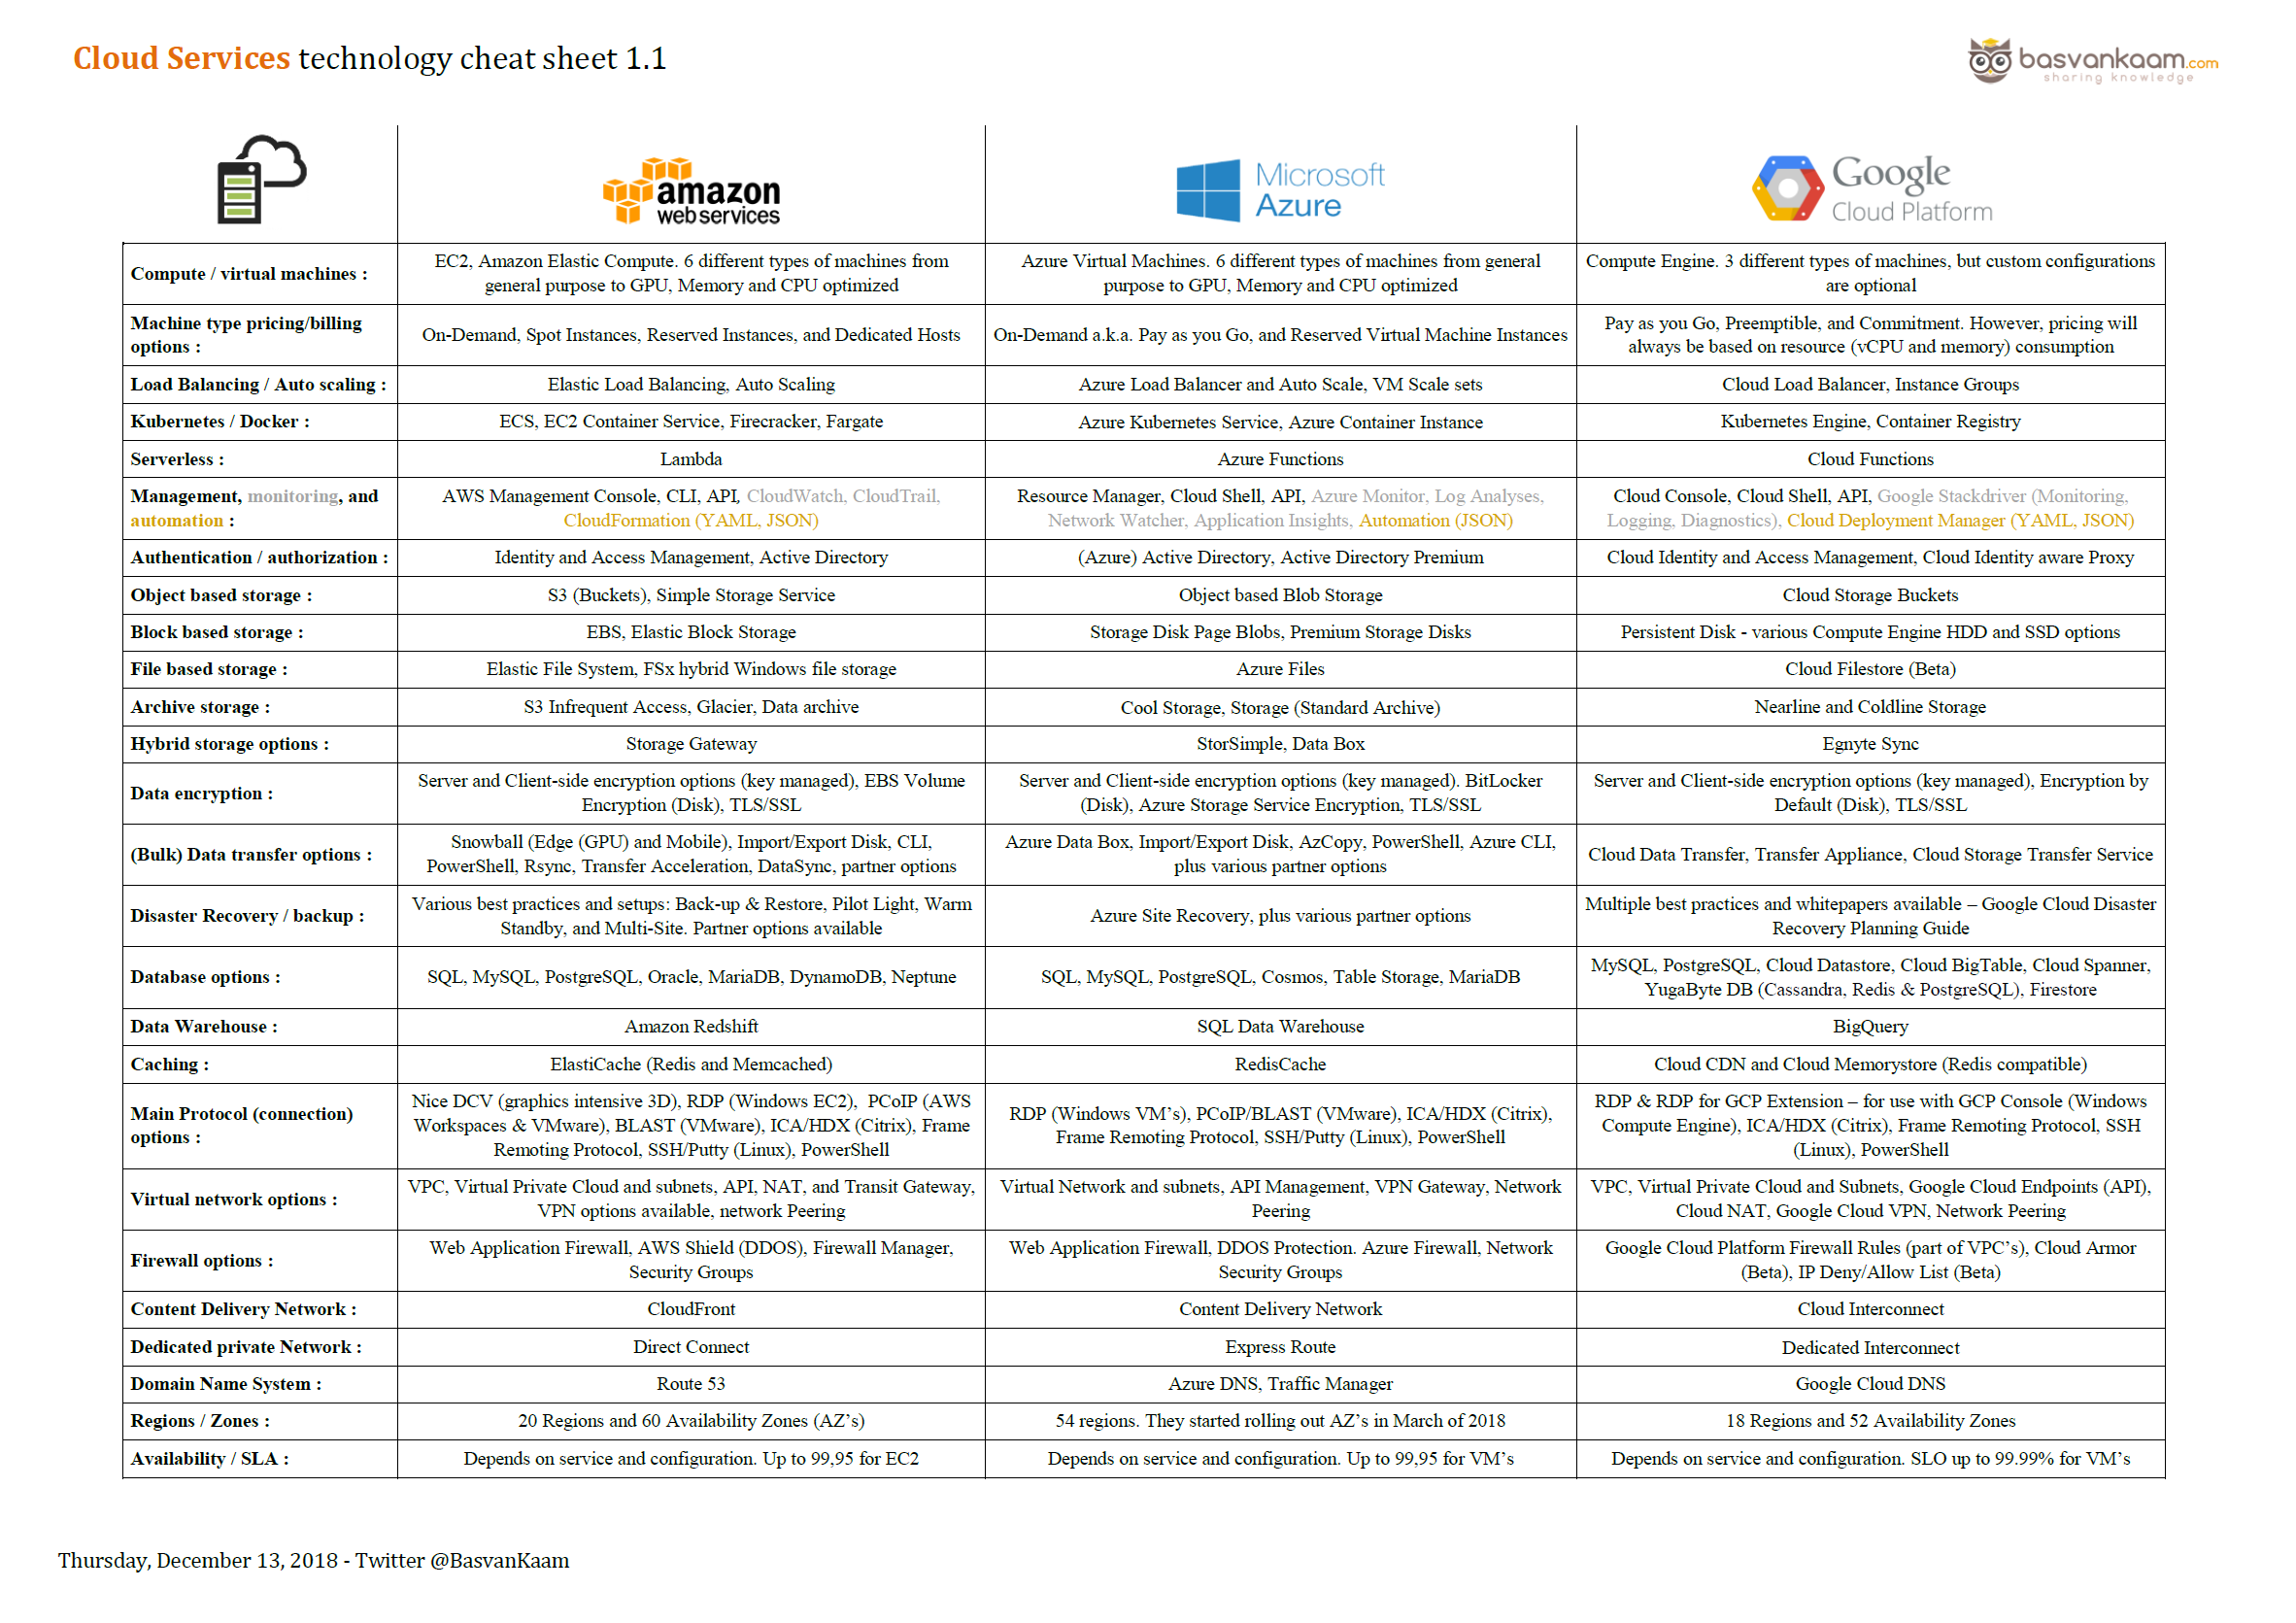 Cloud Services technology cheat sheet 1.1
basvankaam.com
sharing knowledge
amazon
webservices
Microsoft
Azure
Google
Cloud Platform
Compute / virtual machines :
EC2, Amazon Elastic Compute. 6 different types of machines from
general purpose to GPU, Memory and CPU optimized
Azure Virtual Machines. 6 different types of machines from general
purpose to GPU, Memory and CPU optimized
Compute Engine. 3 different types of machines, but custom configurations
are optional
Machine type pricing/billing
options :
On-Demand, Spot Instances, Reserved Instances, and Dedicated Hosts
On-Demand a.k.a. Pay as you Go, and Reserved Virtual Machine Instances
Pay as you Go, Preemptible, and Commitment. However, pricing will
always be based on resource (vCPU and memory) consumption
Load Balancing / Auto scaling :
Elastic Load Balancing, Auto Scaling
Azure Load Balancer and Auto Scale, VM Scale sets
Cloud Load Balancer, Instance Groups
Kubernetes / Docker :
ECS, EC2 Container Service, Firecracker, Fargate
Azure Kubernetes Service, Azure Container Instance
Kubernetes Engine, Container Registry
Serverless :
Lambda
Azure Functions
Cloud Functions
Management, monitoring, and
automation :
AWS Management Console, CLI, API, CloudWatch, CloudTrail,
CloudFormation (YAML, JSON)
Resource Manager, Cloud Shell, API, Azure Monitor, Log Analyses,
Network Watcher, Application Insights, Automation (JSON)
Cloud Console, Cloud Shell, API, Google Stackdriver (Monitoring,
Logging, Diagnostics), Cloud Deployment Manager (YAML, JSON)
Authentication / authorization :
Identity and Access Management, Active Directory
(Azure) Active Directory, Active Directory Premium
Cloud Identity and Access Management, Cloud Identity aware Proxy
Object based storage :
S3 (Buckets), Simple Storage Service
Object based Blob Storage
Cloud Storage Buckets
Block based storage :
EBS, Elastic Block Storage
Storage Disk Page Blobs, Premium Storage Disks
Persistent Disk - various Compute Engine HDD and SSD options
File based storage :
Elastic File System, FSx hybrid Windows file storage
Azure Files
Cloud Filestore (Beta)
Archive storage :
S3 Infrequent Access, Glacier, Data archive
Cool Storage, Storage (Standard Archive)
Nearline and Coldline Storage
Hybrid storage options :
Storage Gateway
StorSimple, Data Box
Egnyte Sync
Data encryption :
Server and Client-side encryption options (key managed), EBS Volume
Encryption (Disk), TLS/SSL
Server and Client-side encryption options (key managed). BitLocker
(Disk), Azure Storage Service Encryption, TLS/SSL
Server and Client-side encryption options (key managed), Encryption by
Default (Disk), TLS/SSL
(Bulk) Data transfer options :
Snowball (Edge (GPU) and Mobile), Import/Export Disk, CLI,
PowerShell, Rsync, Transfer Acceleration, DataSync, partner options
Azure Data Box, Import/Export Disk, AzCopy, PowerShell, Azure CLI,
plus various partner options
Cloud Data Transfer, Transfer Appliance, Cloud Storage Transfer Service
Disaster Recovery / backup :
Various best practices and setups: Back-up & Restore, Pilot Light, Warm
Standby, and Multi-Site. Partner options available
Azure Site Recovery, plus various partner options
Multiple best practices and whitepapers available – Google Cloud Disaster
Recovery Planning Guide
Database options :
SQL, MySQL, PostgreSQL, Oracle, MariaDB, DynamoDB, Neptune
SQL, MySQL, PostgreSQL, Cosmos, Table Storage, MariaDB
MySQL, PostgreSQL, Cloud Datastore, Cloud BigTable, Cloud Spanner,
YugaByte DB (Cassandra, Redis & PostgreSQL), Firestore
Data Warehouse :
Amazon Redshift
SQL Data Warehouse
BigQuery
Caching :
ElastiCache (Redis and Memcached)
RedisCache
Cloud CDN and Cloud Memorystore (Redis compatible)
Main Protocol (connection)
options :
Nice DCV (graphics intensive 3D), RDP (Windows EC2), PCoIP (AWS
Workspaces & VMware), BLAST (VMware), ICA/HDX (Citrix), Frame
Remoting Protocol, SSH/Putty (Linux), PowerShell
RDP (Windows VM’s), PCoIP/BLAST (VMware), ICA/HDX (Citrix),
Frame Remoting Protocol, SSH/Putty (Linux), PowerShell
RDP & RDP for GCP Extension – for use with GCP Console (Windows
Compute Engine), ICA/HDX (Citrix), Frame Remoting Protocol, SSH
(Linux), PowerShell
Virtual network options :
VPC, Virtual Private Cloud and subnets, API, NAT, and Transit Gateway,
VPN options available, network Peering
Virtual Network and subnets, API Management, VPN Gateway, Network
Peering
VPC, Virtual Private Cloud and Subnets, Google Cloud Endpoints (API),
Cloud NAT, Google Cloud VPN, Network Peering
Firewall options :
Web Application Firewall, AWS Shield (DDOS), Firewall Manager,
Security Groups
Web Application Firewall, DDOS Protection. Azure Firewall, Network
Security Groups
Google Cloud Platform Firewall Rules (part of VPC’s), Cloud Armor
(Beta), IP Deny/Allow List (Beta)
Content Delivery Network :
CloudFront
Content Delivery Network
Cloud Interconnect
Dedicated private Network :
Direct Connect
Express Route
Dedicated Interconnect
Domain Name System :
Route 53
Azure DNS, Traffic Manager
Google Cloud DNS
Regions / Zones :
20 Regions and 60 Availability Zones (AZ’s)
54 regions. They started rolling out AZ’s in March of 2018
18 Regions and 52 Availability Zones
Availability / SLA :
Depends on service and configuration. Up to 99,95 for EC2
Depends on service and configuration. Up to 99,95 for VM’s
Depends on service and configuration. SLO up to 99.99% for VM’s
Thursday, December 13, 2018 - Twitter @BasvanKaam